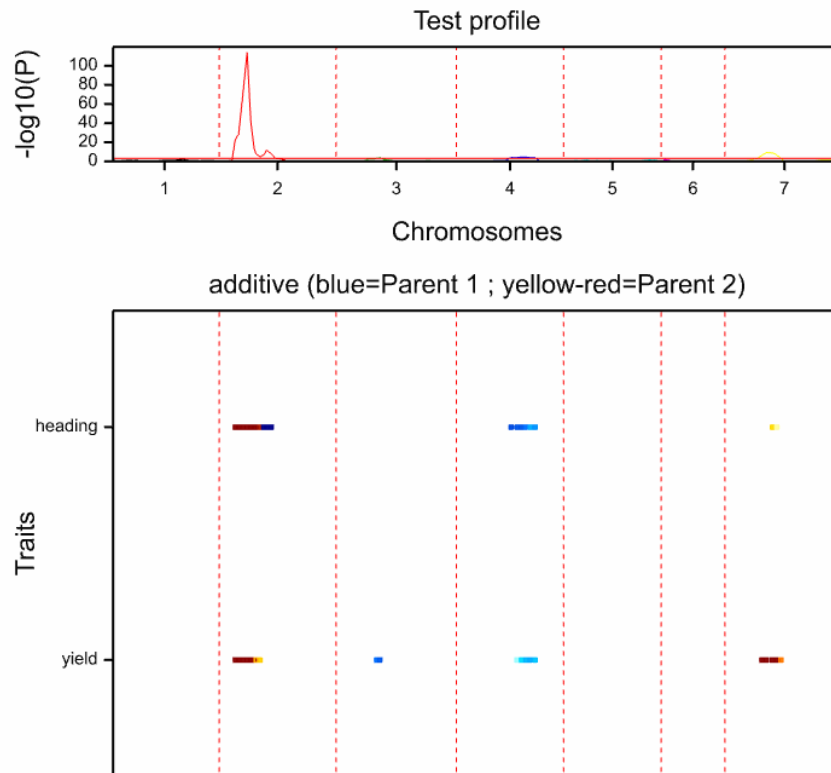 Test profile
-log10(P)
100
80
60
40
20
0
1 2 3 4 5 6 7
Chromosomes
additive (blue=Parent 1 ; yellow-red=Parent 2)
Traits
heading
yield